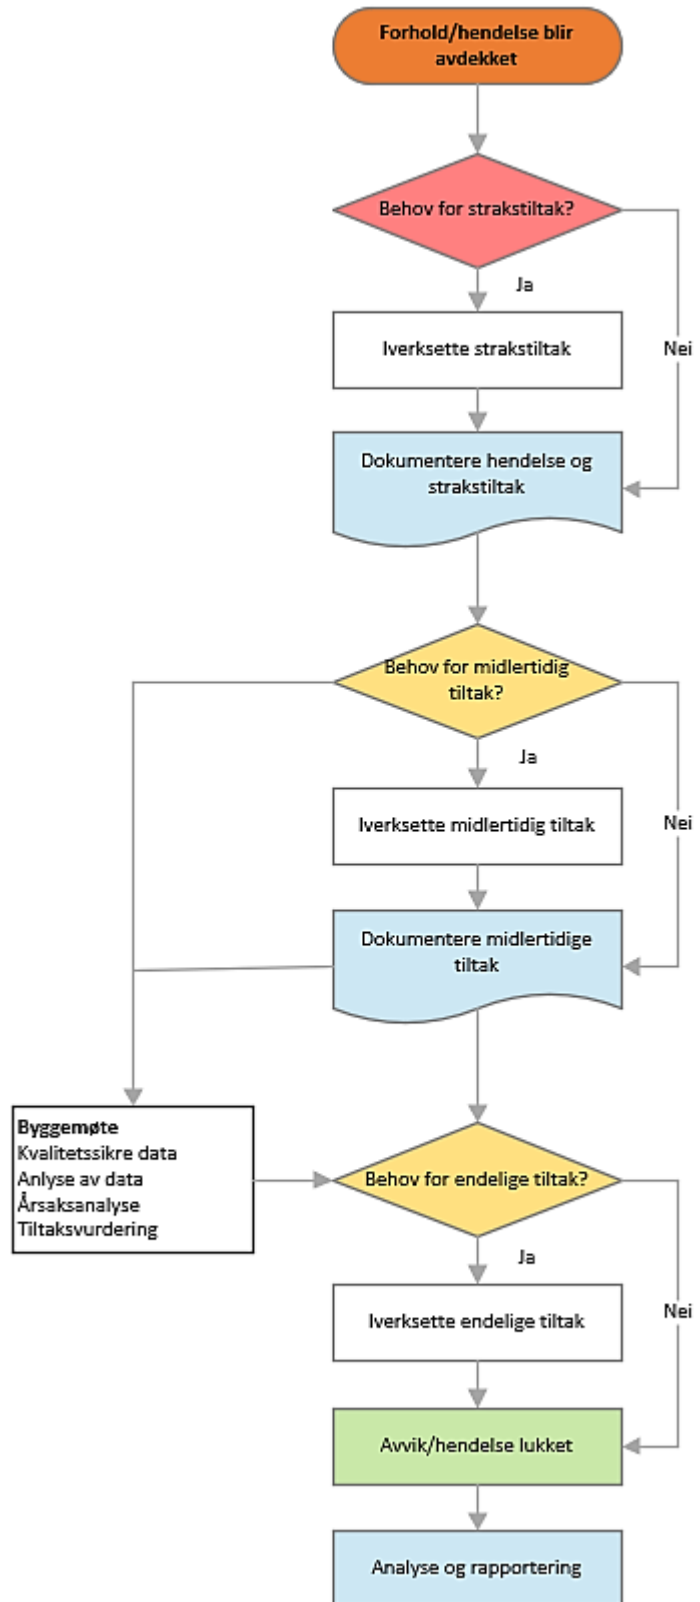 Forhold/hendelse blir
avdekket
Behov for strakstiltak?
Ja
Iverksette strakstiltak
Nei
Dokumentere hendelse og
strakstiltak
Behov for midlertidig
tiltak?
Ja
Iverksette midlertidig tiltak
Nei
Dokumentere midlertidige
tiltak
Byggemøte
Kvalitetssikre data
Anlyse av data
Årsaksanalyse
Tiltaksvurdering
Behov for endelige tiltak?
Ja
Iverksette endelige tiltak
Nei
Avvik/hendelse lukket
Analyse og rapportering